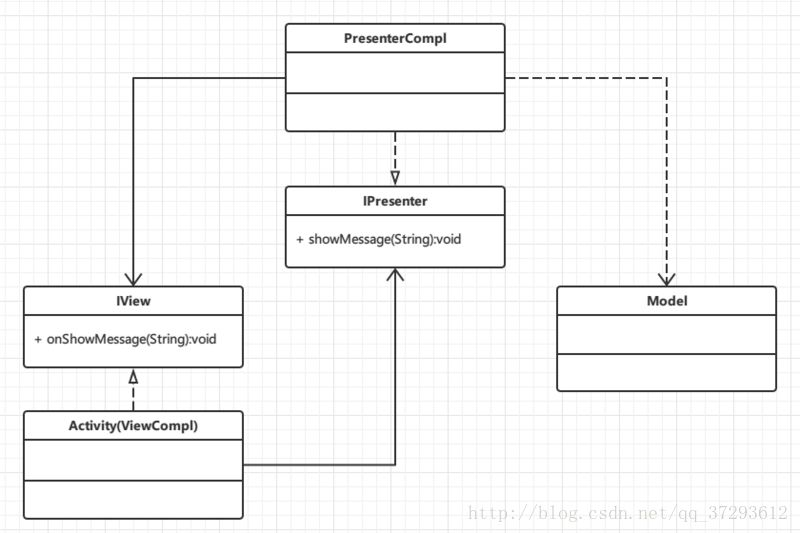 PresenterCompl
IPresenter
+ showMessage(String):void
IView
+ onShowMessage(String):void
Model
Activity(ViewCompl)
http://blog.csdn.net/qq_37293612